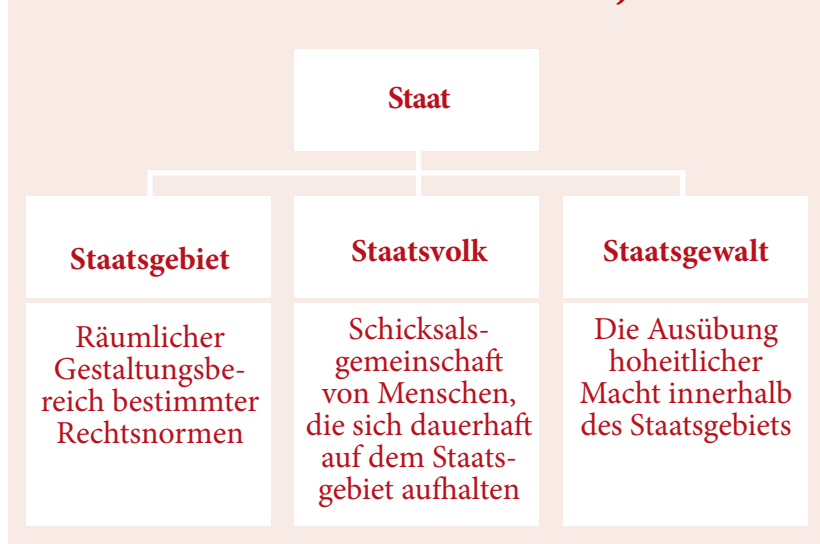 Staat
Staatsgebiet
Räumlicher
Gestaltungsbe-
reich bestimmter
Rechtsnormen
Staatsvolk
Schicksals-
gemeinschaft
von Menschen,
die sich dauerhaft
auf dem Staats-
gebiet aufhalten
Staatsgewalt
Die Ausübung
hoheitlicher
Macht innerhalb
des Staatsgebiets